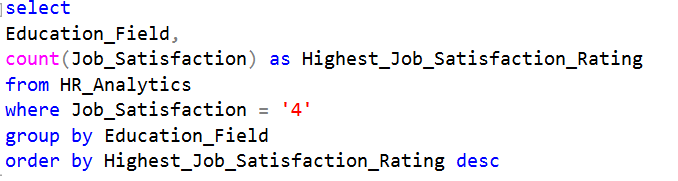 select
Education_Field,
count(Job_Satisfaction) as Highest_Job_Satisfaction_Rating
from HR_Analytics
where Job_Satisfaction = '4'
group by Education_Field
order by Highest_Job_Satisfaction_Rating desc